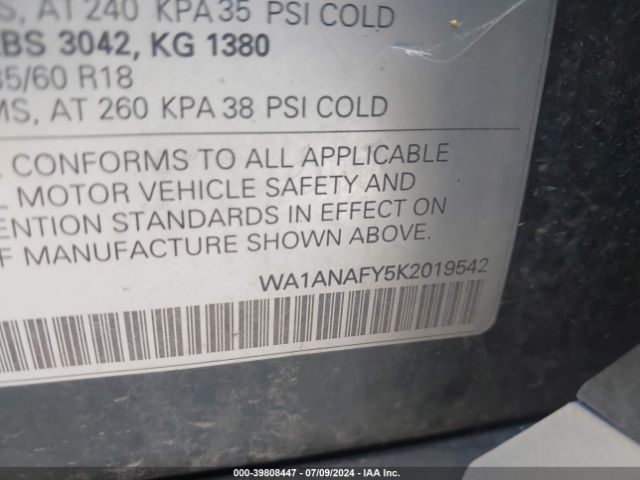 S, AT 240 KPA 35 PSI COLD
LBS 3042, KG 1380
35/60 R18
MS, AT 260 KPA 38 PSI COLD
CONFORMS TO ALL APPLICABLE
L MOTOR VEHICLE SAFETY AND
ENTION STANDARDS IN EFFECT ON
F MANUFACTURE SHOWN ABOVE.
WA1ANAFY5K2019542
000-39808447 - 07/09/2024 - IAA Inc.